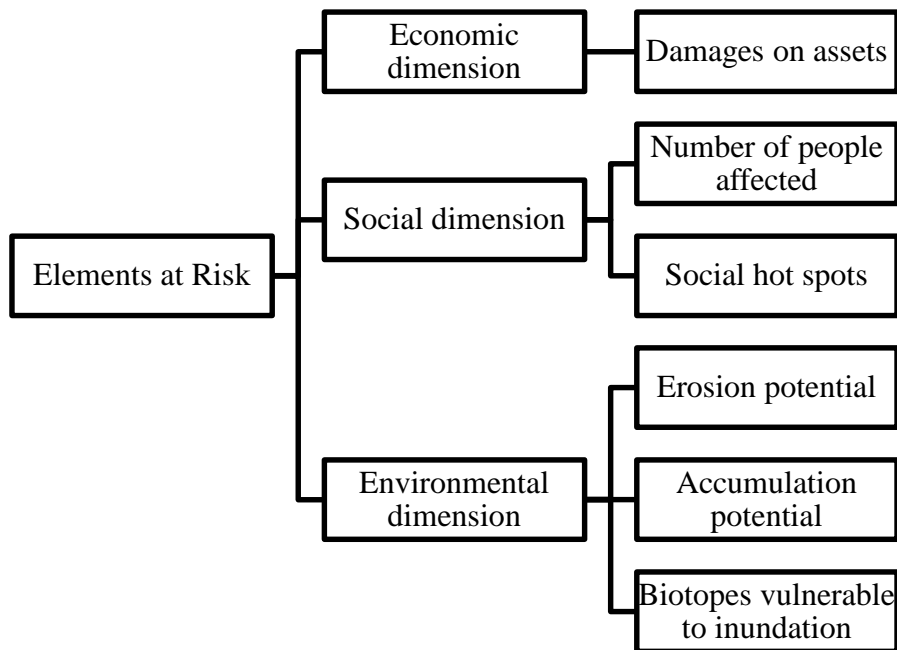 Economic
dimension
Damages on assets
Number of people
affected
Social dimension
Social hot spots
Elements at Risk
Erosion potential
Environmental
dimension
Accumulation
potential
Biotopes vulnerable
to inundation